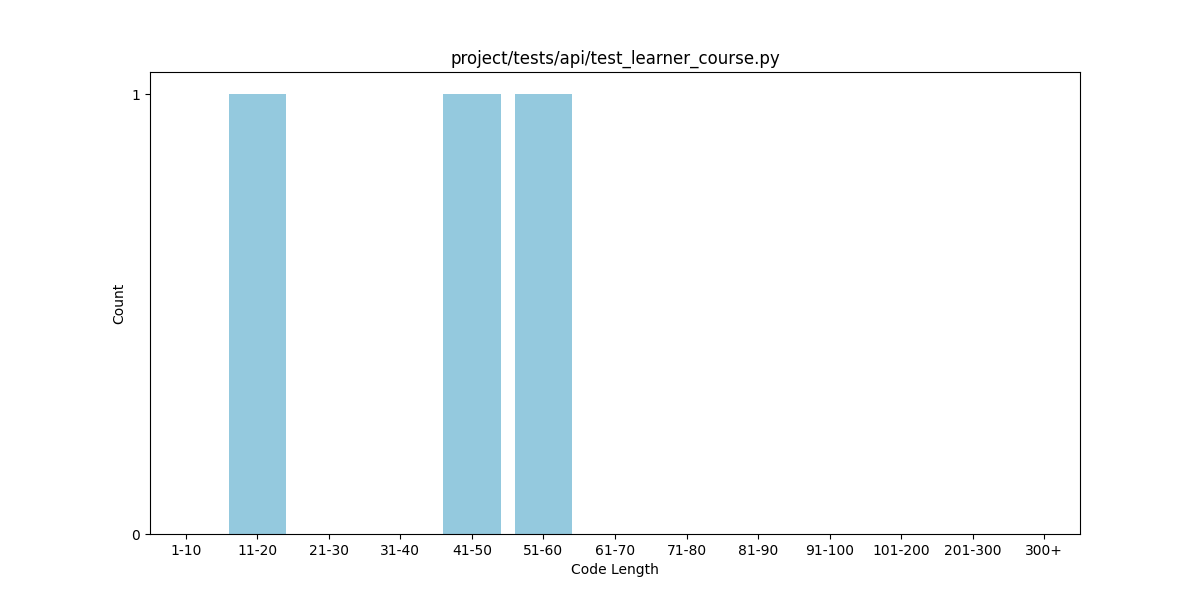 project/tests/api/test_learner_course.py
1
Count
0
1-10 11-20 21-30 31-40 41-50 51-60 61-70 71-80 81-90 91-100 101-200 201-300 300+
Code Length